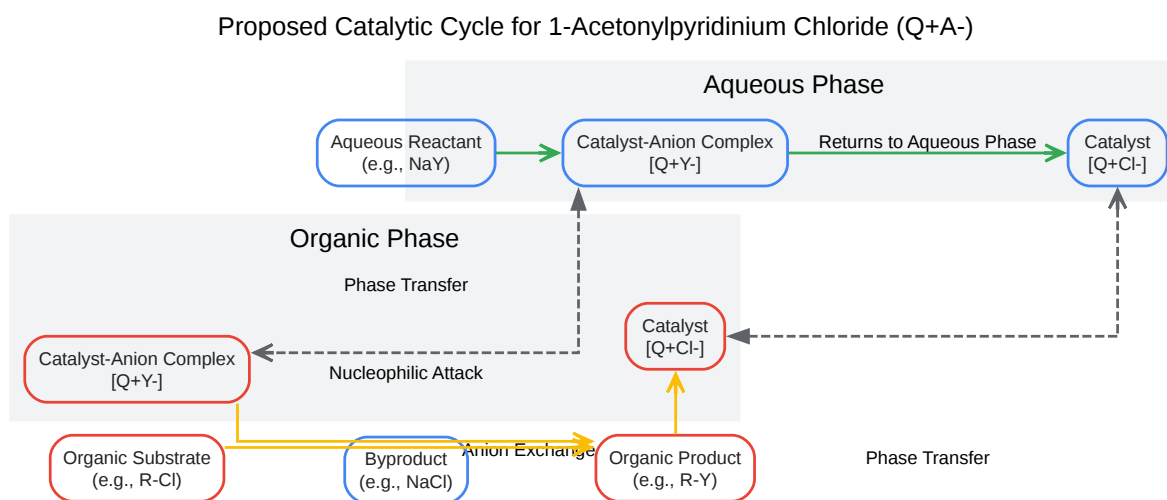 Proposed Catalytic Cycle for 1-Acetonylpyridinium Chloride (Q+A-)
Aqueous Phase
Aqueous Reactant
(e.g., NaY)
Catalyst-Anion Complex
[Q+Y-]
Returns to Aqueous Phase
Catalyst
[Q+Cl-]
Organic Phase
Phase Transfer
Catalyst
[Q+Cl-]
Catalyst-Anion Complex
[Q+Y-]
Nucleophilic Attack
Organic Substrate
(e.g., R-Cl)
Byproduct
(e.g., NaCl)
Anion Exchange
Organic Product
(e.g., R-Y)
Phase Transfer